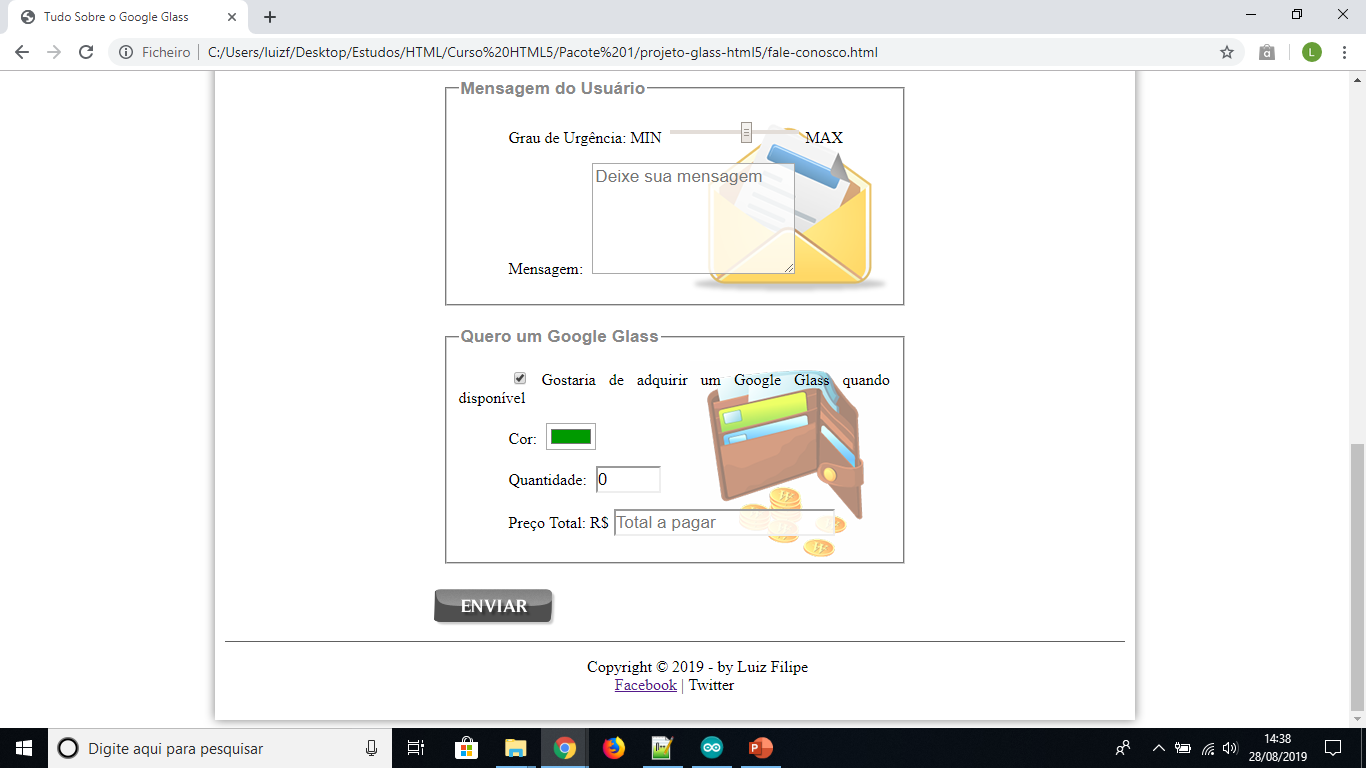 Tudo Sobre o Google Glass
Ficheiro | C:/Users/luizf/Desktop/Estudos/HTML/Curso%20HTML5/Pacote%201/projeto-glass-html5/fale-conosco.html
L
Mensagem do Usuário
Grau de Urgência: MIN MAX
Deixe sua mensagem
Mensagem:
Quero um Google Glass
Gostaria de adquirir um Google Glass quando
disponível
Cor:
Quantidade: 0
Preço Total: R$ Total a pagar
ENVIAR
Copyright © 2019 - by Luiz Filipe
Facebook | Twitter
Digite aqui para pesquisar
14:38
28/08/2019